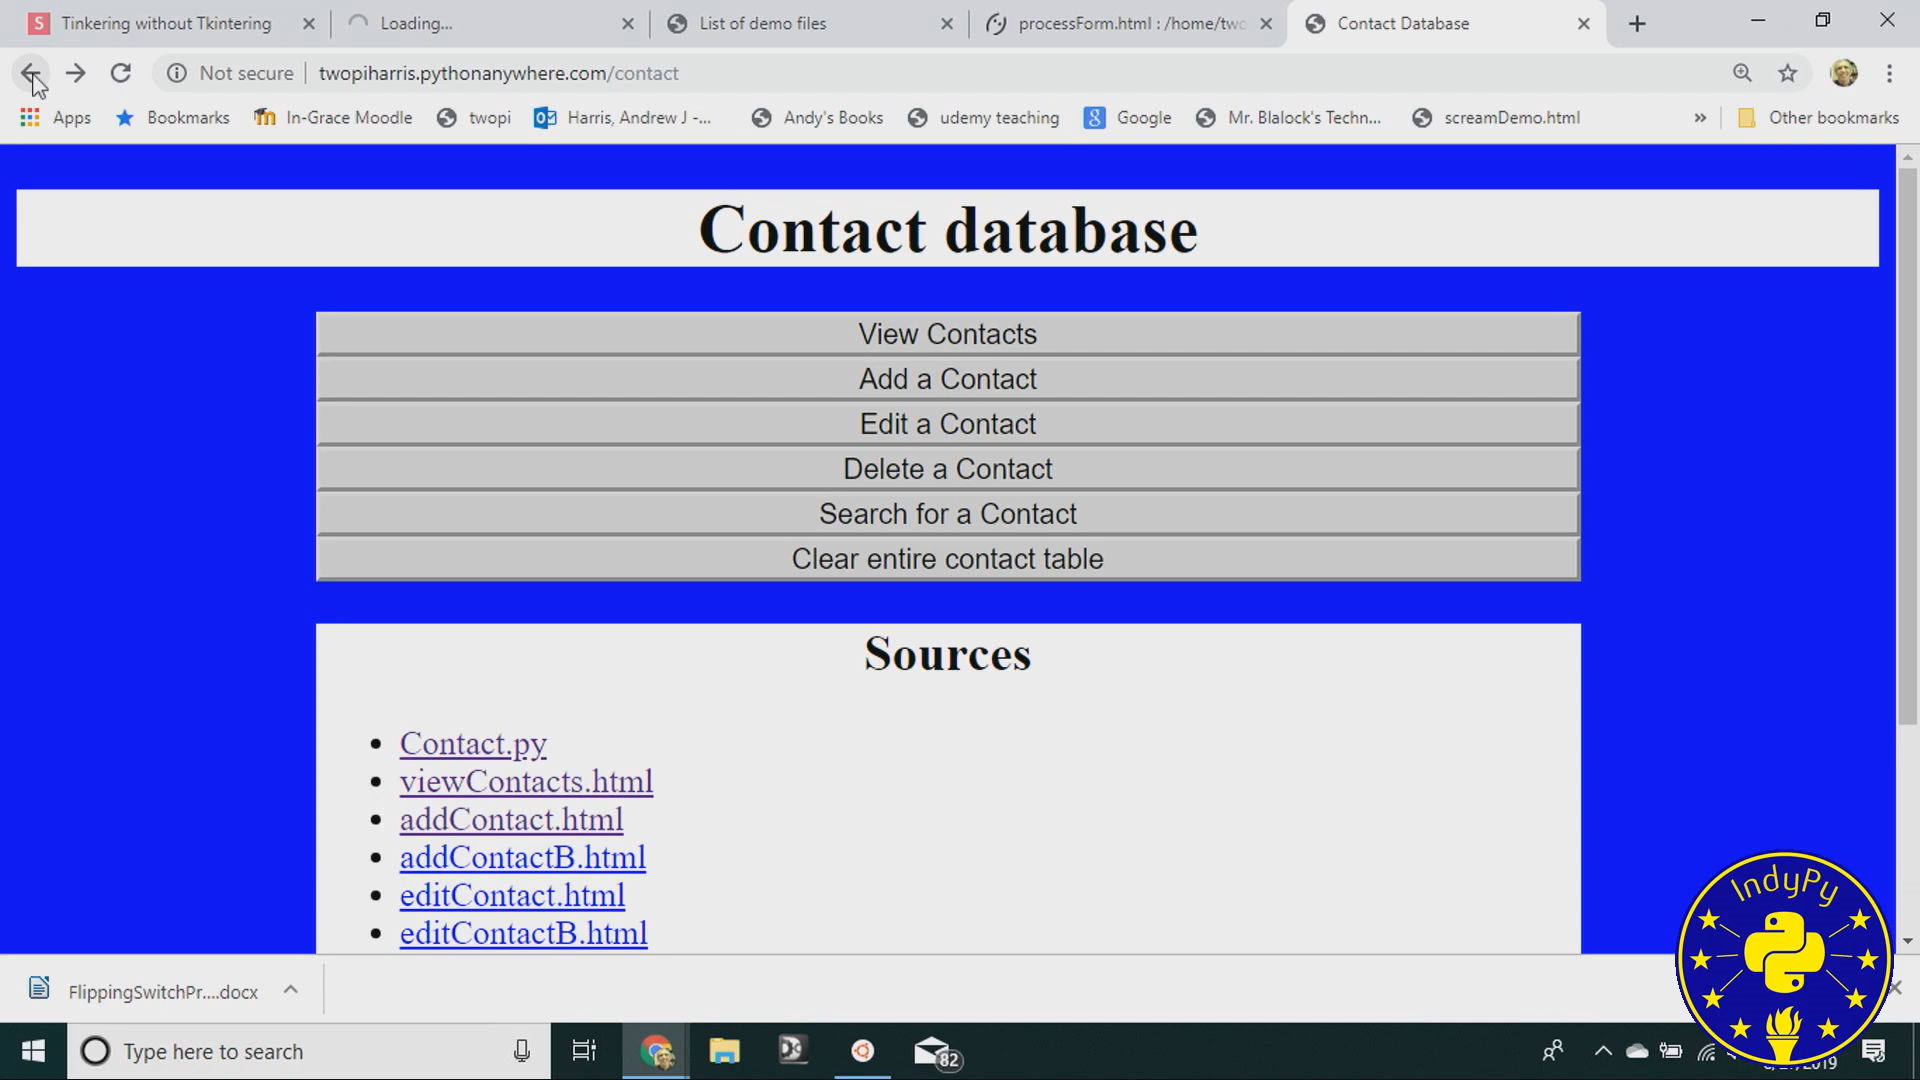 Tinkering without Tkintering
Loading...
List of demo files
processForm.html : /home/two
Contact Database
Not secure
twopiharris.pythonanywhere.com/contact
Apps
Bookmarks
In-Grace Moodle
twopi
Harris, Andrew J -...
Andy's Books
udemy teaching
Google
Mr. Blalock's Techn...
screamDemo.html
»
Other bookmarks
Contact database
View Contacts
Add a Contact
Edit a Contact
Delete a Contact
Search for a Contact
Clear entire contact table
Sources
Contact.py
viewContacts.html
addContact.html
addContactB.html
editContact.html
editContactB.html
IndyPy
FlippingSwitchPr....docx
Type here to search
82